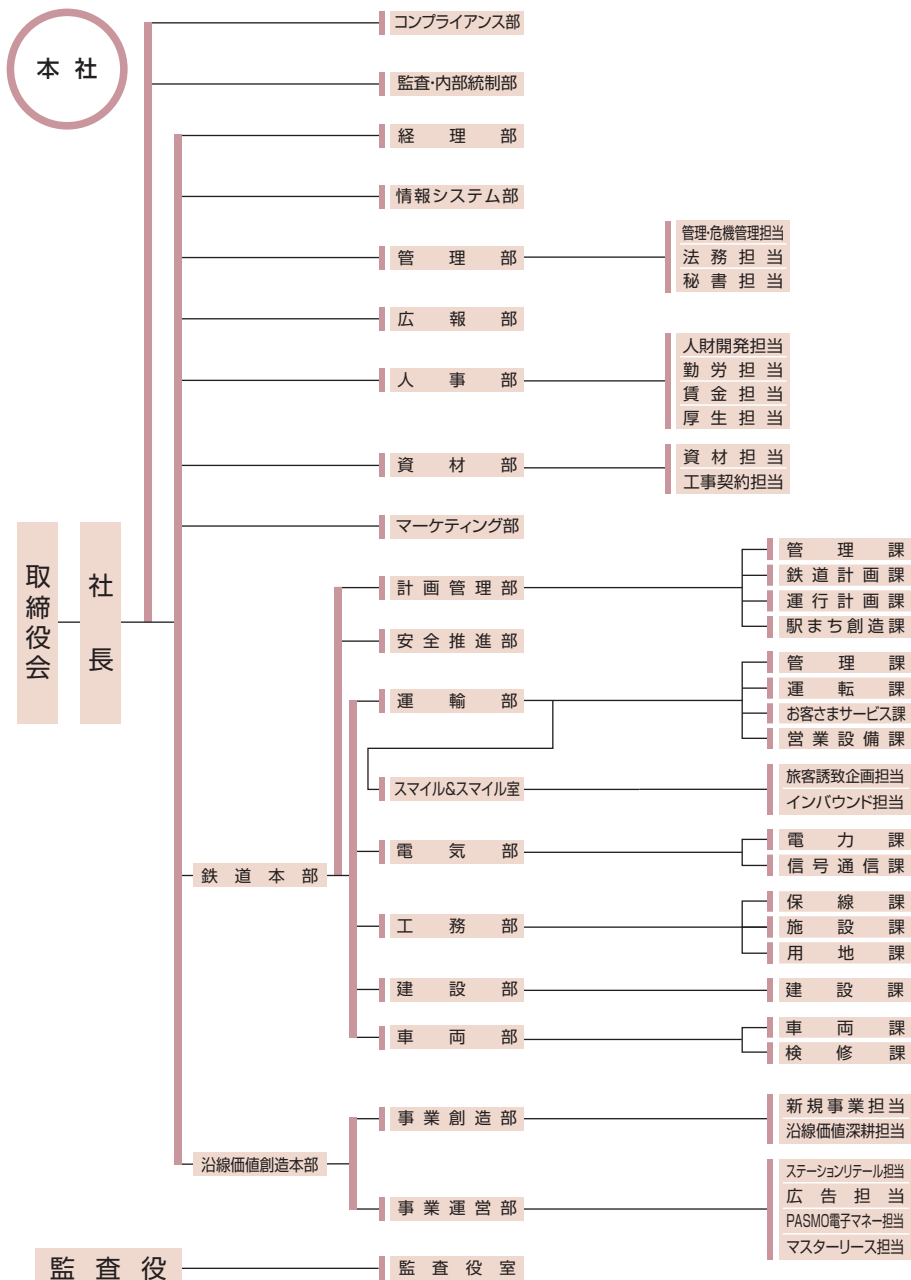 本社
コンプライアンス部
監査・内部統制部
経理部
情報システム部
管理部
管理・危機管理担当
法務担当
秘書担当
広報部
人事部
人財開発担当
勤労担当
賃金担当
厚生担当
資材部
資材担当
工事契約担当
マーケティング部
取締役会
社長
計画管理部
管理課
鉄道計画課
運行計画課
駅まち創造課
安全推進部
運輸部
管理課
運転課
お客さまサービス課
営業設備課
スマイル&スマイル室
旅客誘致企画担当
インバウンド担当
鉄道本部
電気部
電力課
信号通信課
工務部
保線課
施設課
用地課
建設部
建設課
車両部
車両課
検修課
沿線価値創造本部
事業創造部
新規事業担当
沿線価値深耕担当
事業運営部
ステーションリテール担当
広告担当
PASMO電子マネー担当
マスターリース担当
監査役
監査役室